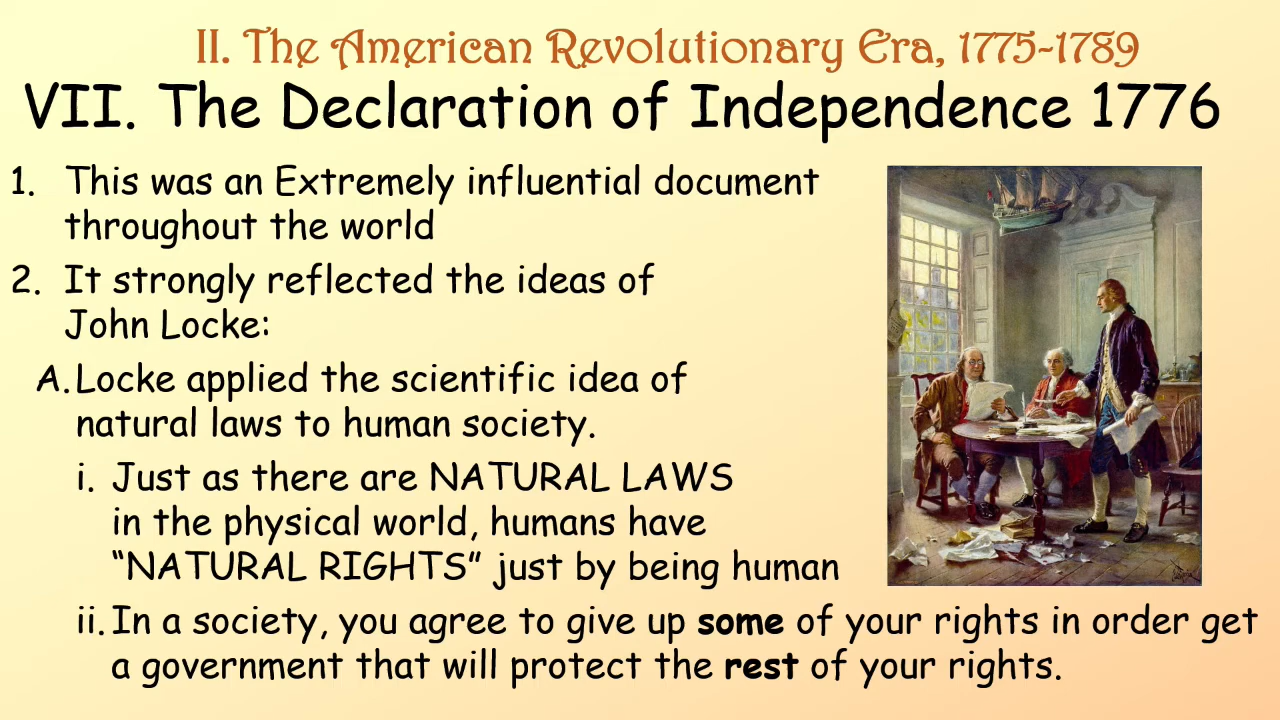 II. The American Revolutionary Era, 1775-1789
VII. The Declaration of Independence 1776
1. This was an Extremely influential document
throughout the world
2. It strongly reflected the ideas of
John Locke:
A. Locke applied the scientific idea of
natural laws to human society.
i. Just as there are NATURAL LAWS
in the physical world, humans have
“NATURAL RIGHTS” just by being human
ii. In a society, you agree to give up some of your rights in order get
a government that will protect the rest of your rights.